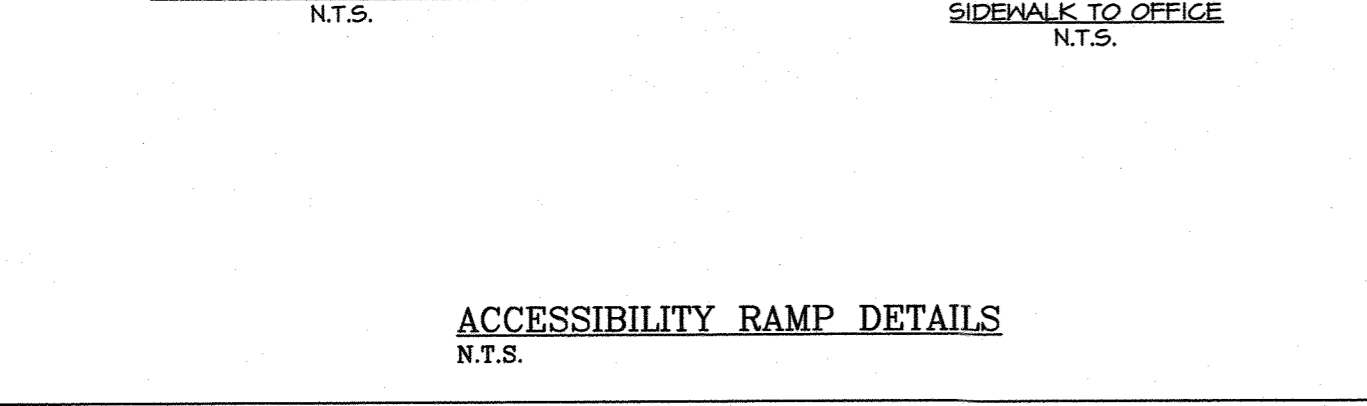 N.T.S.
SIDEWALK TO OFFICE
N.T.S.
ACCESSIBILITY RAMP DETAILS
N.T.S.